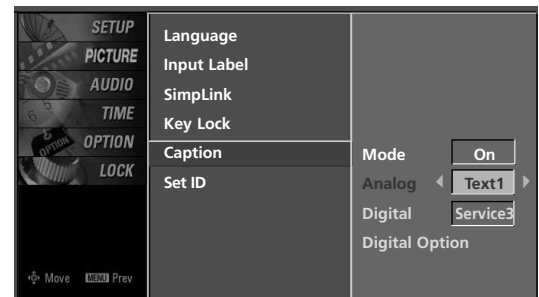 SETUP
PICTURE
AUDIO
TIME
OPTION
LOCK
Move MENU Prev
Language
Input Label
SimpLink
Key Lock
Caption
Set ID
Mode On
Analog Text1
Digital Service3
Digital Option